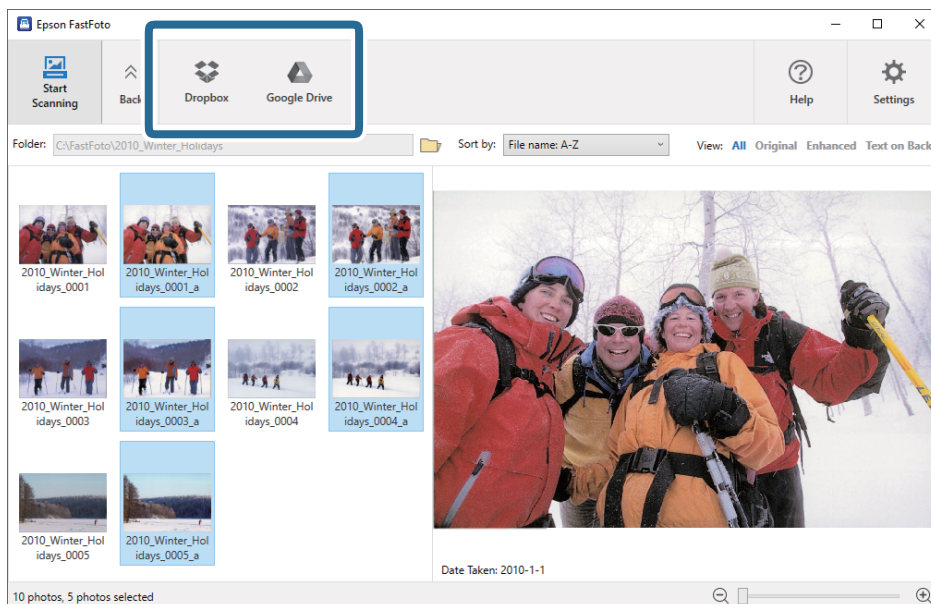 Epson FastFoto
Start
Scanning
Back
Dropbox
Google Drive
Help
Settings
Folder: C:\FastFoto\2010_Winter_Holidays
Sort by: File name: A-Z
View: All Original Enhanced Text on Back
2010_Winter_Hol
idays_0001
2010_Winter_Hol
idays_0001_a
2010_Winter_Hol
idays_0002
2010_Winter_Hol
idays_0002_a
2010_Winter_Hol
idays_0003
2010_Winter_Hol
idays_0003_a
2010_Winter_Hol
idays_0004
2010_Winter_Hol
idays_0004_a
2010_Winter_Hol
idays_0005
2010_Winter_Hol
idays_0005_a
Date Taken: 2010-1-1
10 photos, 5 photos selected